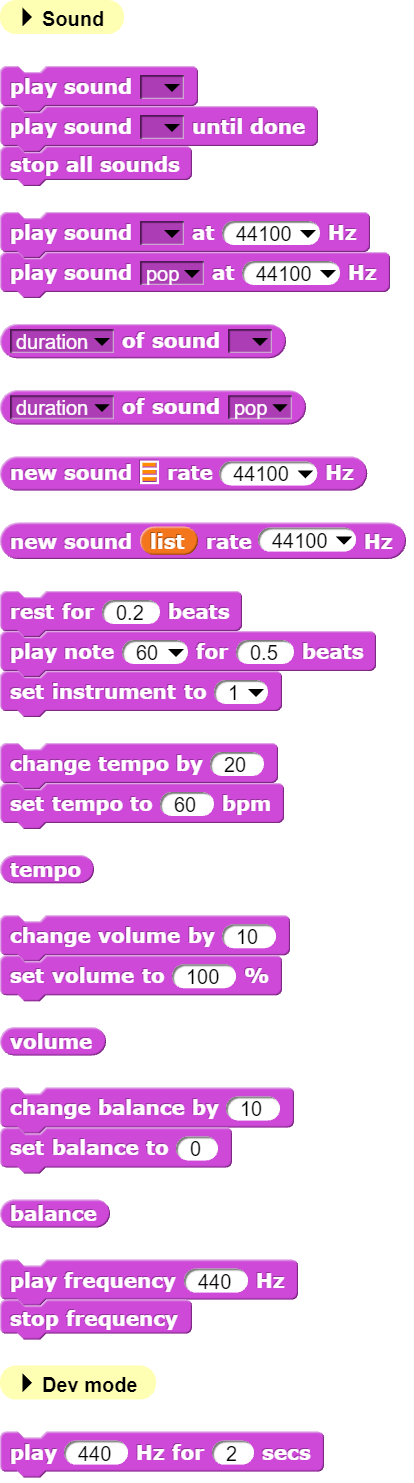 Sound
play sound
play sound until done
stop all sounds
play sound at 44100 Hz
play sound pop at 44100 Hz
duration of sound
duration of sound pop
new sound rate 44100 Hz
new sound list rate 44100 Hz
rest for 0.2 beats
play note 60 for 0.5 beats
set instrument to 1
change tempo by 20
set tempo to 60 bpm
tempo
change volume by 10
set volume to 100 %
volume
change balance by 10
set balance to 0
balance
play frequency 440 Hz
stop frequency
Dev mode
play 440 Hz for 2 secs